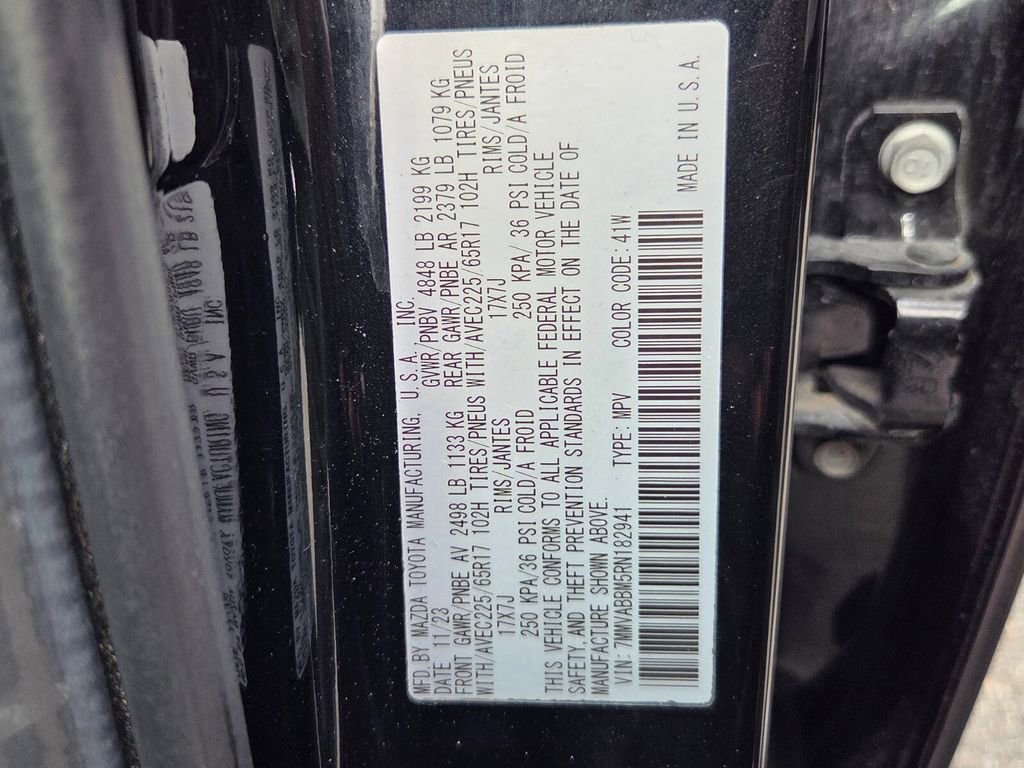 MFD. BY MAZDA TOYOTA MANUFACTURING, U.S.A. INC.
DATE 11/23 GVWR/PNBV 4848 LB 2199 KG
FRONT GAWR/PNBE AV 2498 LB 1133 KG REAR GAWR/PNBE AR 2379 LB 1079 KG
WITH/AVEC225/65R17 102H TIRES/PNEUS WITH/AVEC225/65R17 102H TIRES/PNEUS
17X7J RIMS/JANTES 17X7J RIMS/JANTES
250 KPA/36 PSI COLD/A FROID 250 KPA/ 36 PSI COLD/A FROID
THIS VEHICLE CONFORMS TO ALL APPLICABLE FEDERAL MOTOR VEHICLE
SAFETY AND THEFT PREVENTION STANDARDS IN EFFECT ON THE DATE OF
MANUFACTURE SHOWN ABOVE.
VIN: 7MMVABBM5RN182941 TYPE: MPV COLOR CODE: 41W
MADE IN U.S.A.